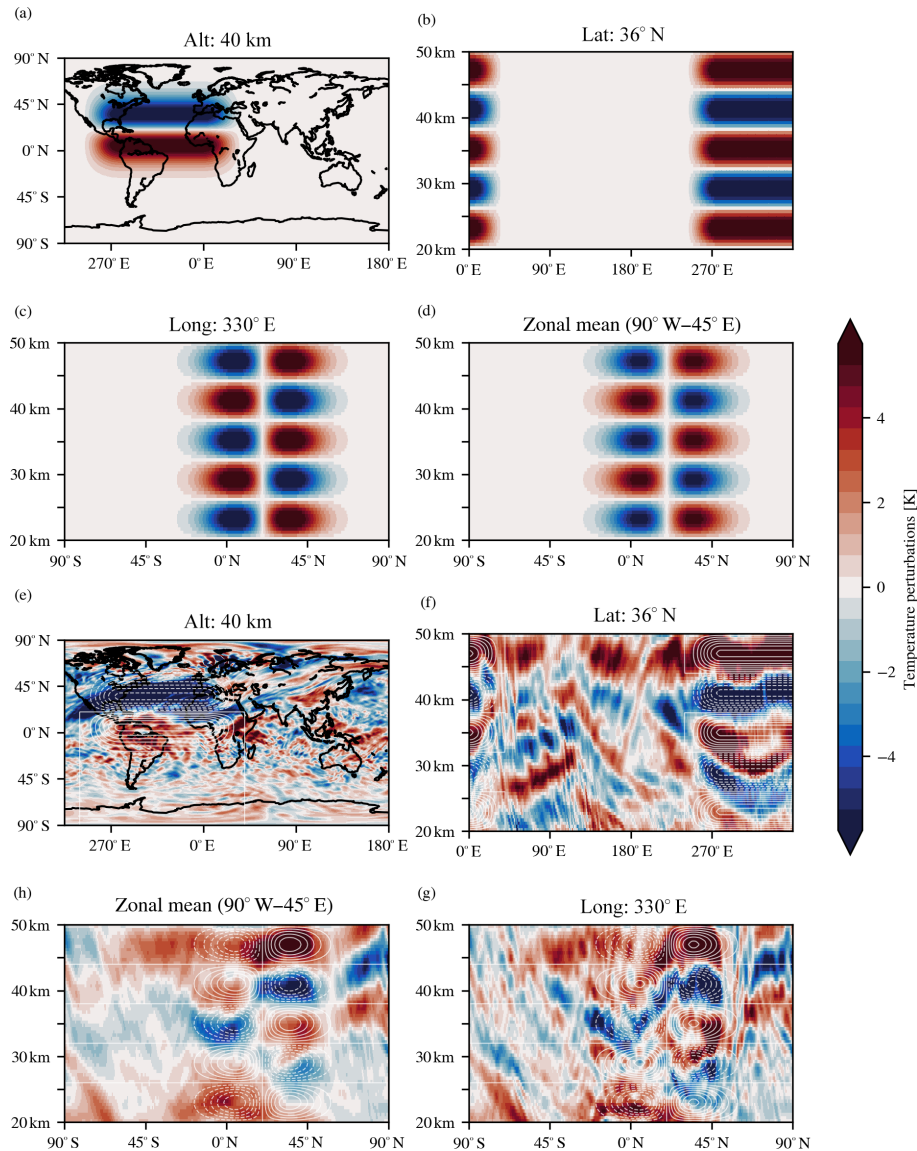 (a)
Alt: 40 km
90° N
45° N
0° N
45° S
90° S
270° E
0° E
90° E
180° E
(b)
Lat: 36° N
50 km
40 km
30 km
20 km
0° E
90° E
180° E
270° E
(c)
Long: 330° E
50 km
40 km
30 km
20 km
90° S
45° S
0° N
45° N
90° N
(d)
Zonal mean (90° W–45° E)
50 km
40 km
30 km
20 km
90° S
45° S
0° N
45° N
90° N
(e)
Alt: 40 km
90° N
45° N
0° N
45° S
90° S
270° E
0° E
90° E
180° E
(f)
Lat: 36° N
50 km
40 km
30 km
20 km
0° E
90° E
180° E
270° E
(h)
Zonal mean (90° W–45° E)
50 km
40 km
30 km
20 km
90° S
45° S
0° N
45° N
90° N
(g)
Long: 330° E
50 km
40 km
30 km
20 km
90° S
45° S
0° N
45° N
90° N
4
2
0
−2
−4
Temperature perturbations [K]